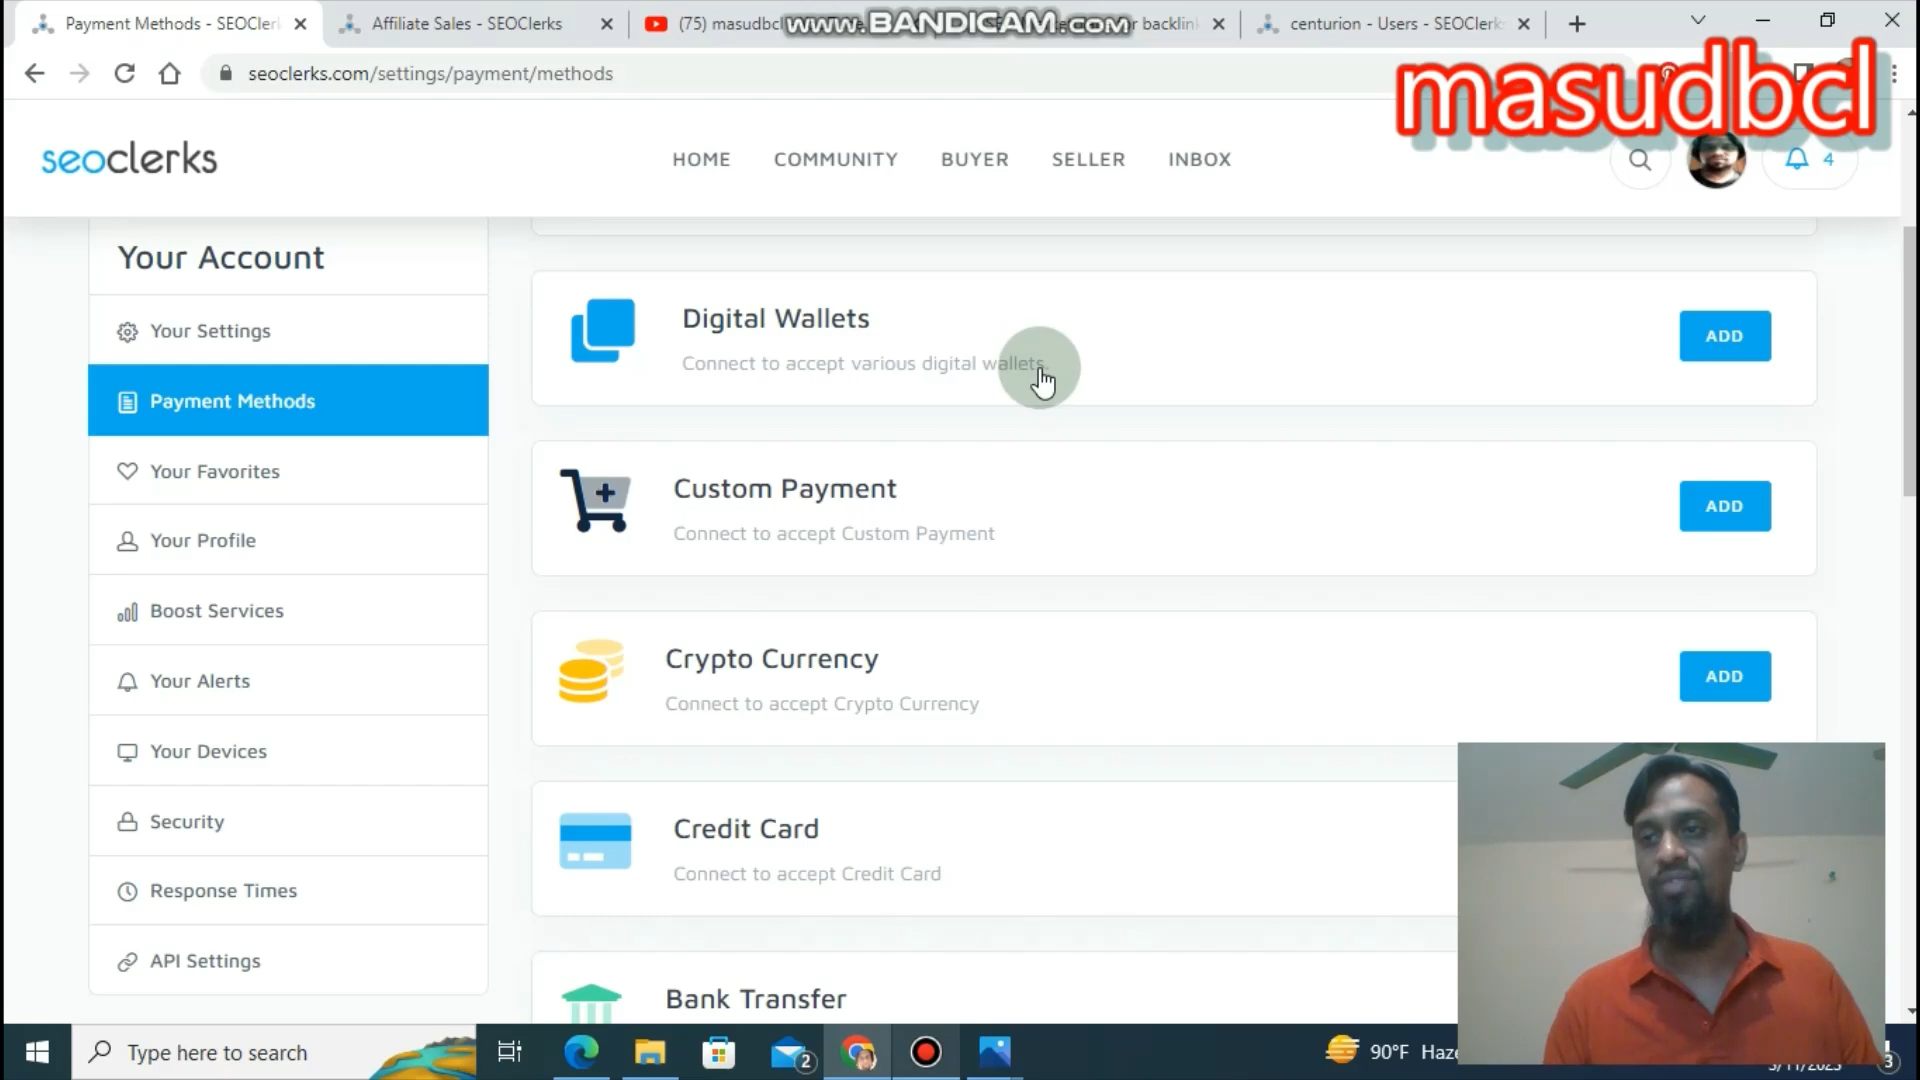 Payment Methods - SEOCler
Affiliate Sales - SEOClerks
(75) masudbcl
or backlink
centurion - Users - SEOClerk
www.BANDICAM.com
seoclerks.com/settings/payment/methods
masudbcl
seoclerks
HOME
COMMUNITY
BUYER
SELLER
INBOX
4
Your Account
Your Settings
Payment Methods
Your Favorites
Your Profile
Boost Services
Your Alerts
Your Devices
Security
Response Times
API Settings
Digital Wallets
Connect to accept various digital wallets.
ADD
Custom Payment
Connect to accept Custom Payment
ADD
Crypto Currency
Connect to accept Crypto Currency
ADD
Credit Card
Connect to accept Credit Card
Bank Transfer
Type here to search
2
90°F Haze
3